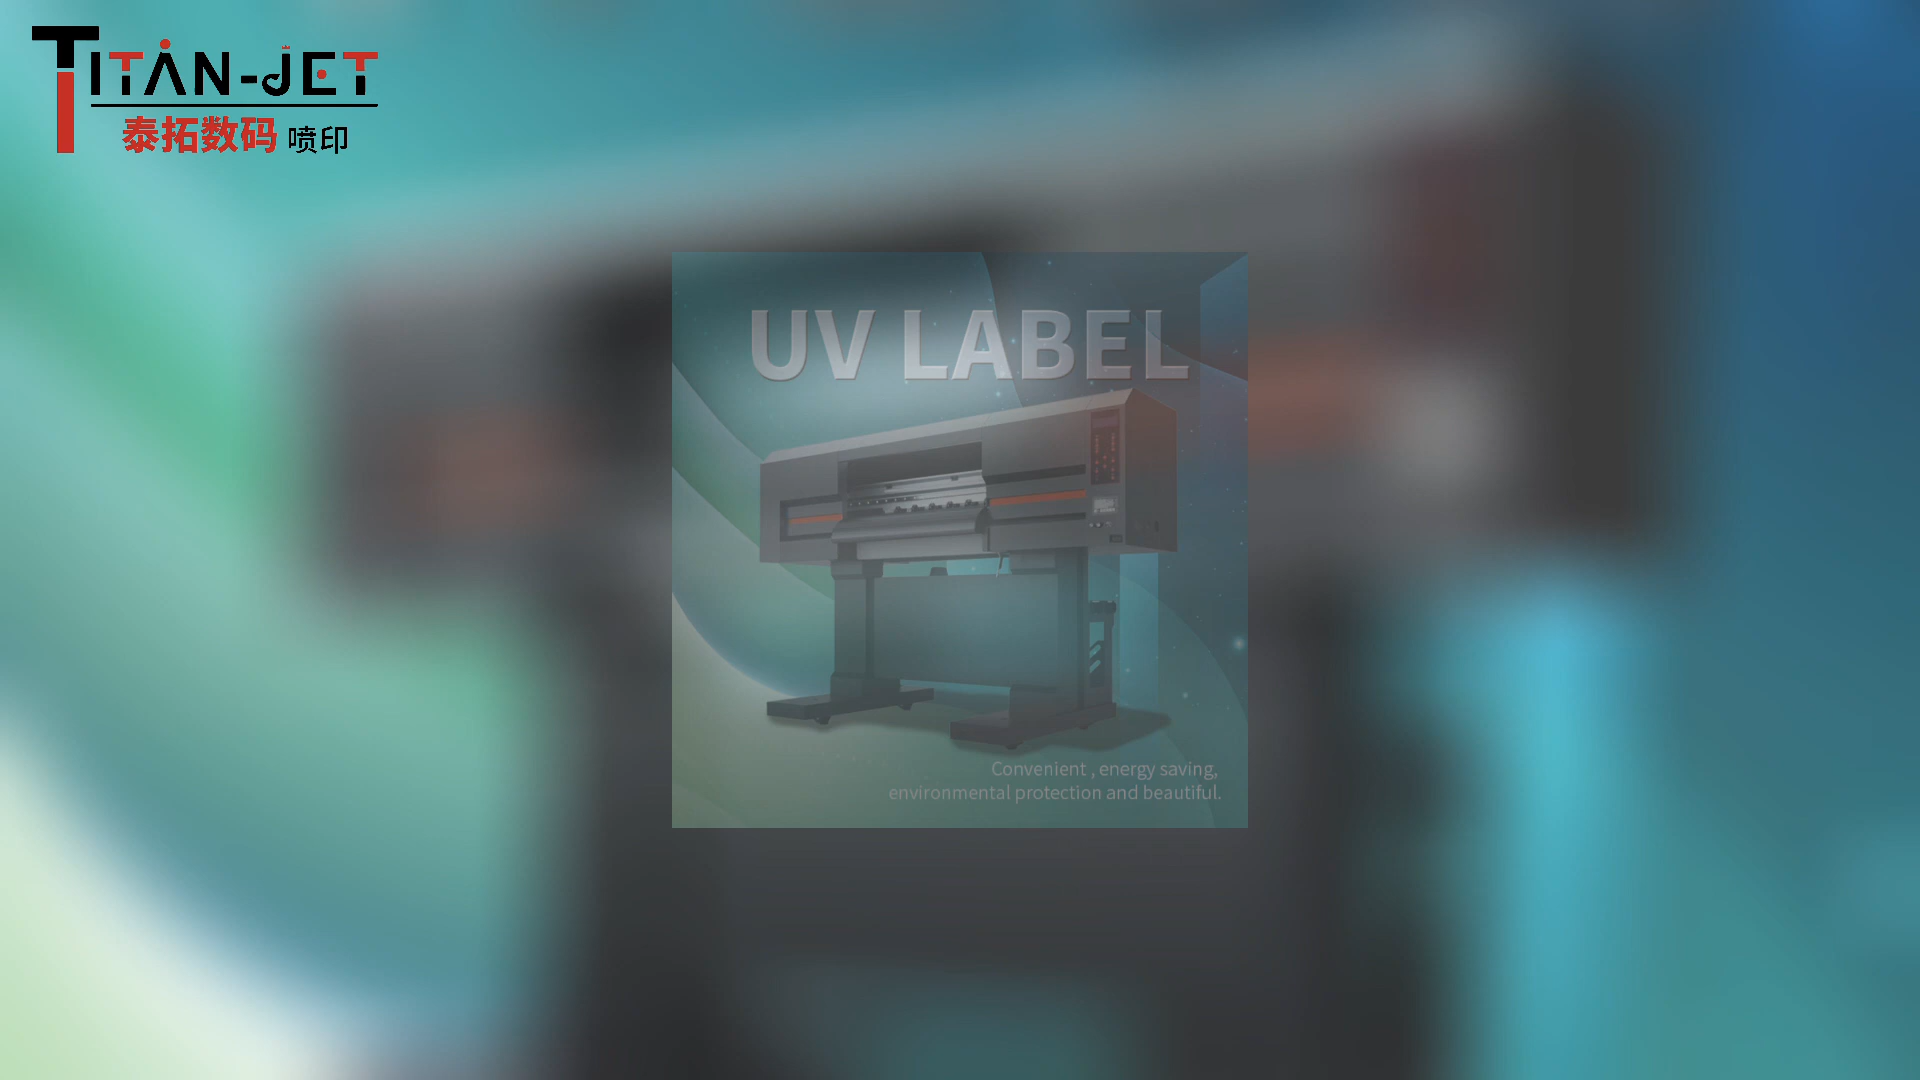 TITAN-JET
泰拓数码 喷印
UV LABEL
Convenient , energy saving,
environmental protection and beautiful.